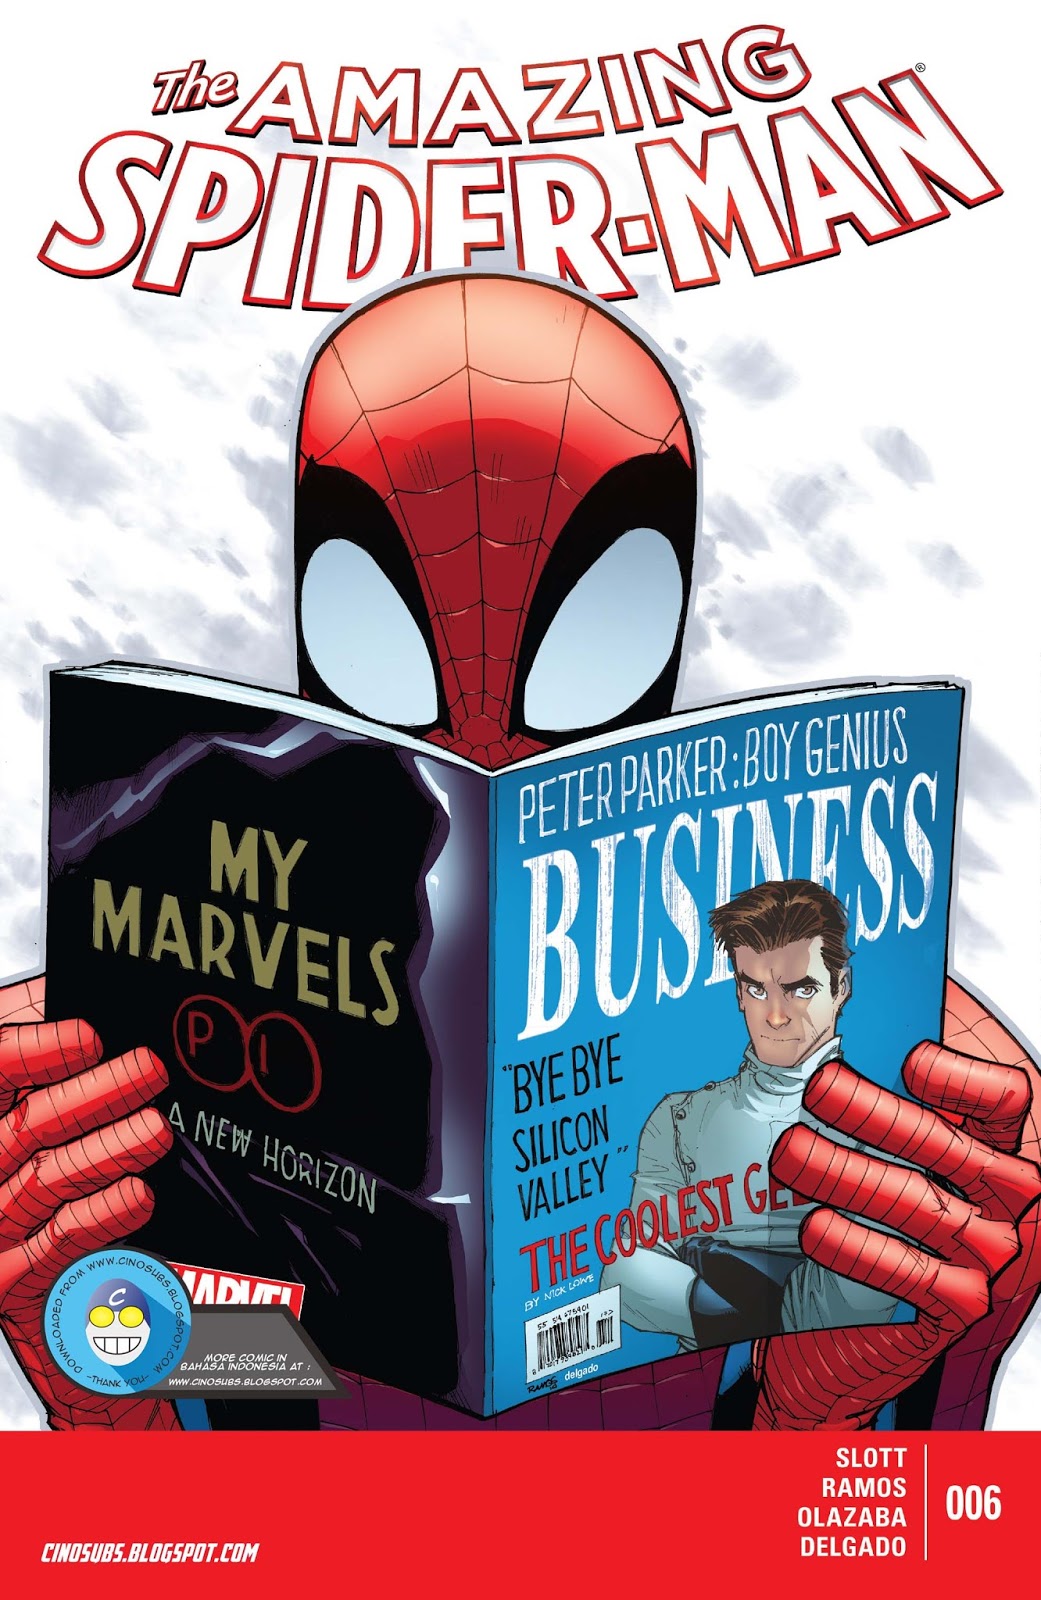 The AMAZING
SPIDER-MAN®
MY
MARVELS
P I
A NEW HORIZON
PETER PARKER: BOY GENIUS
BUSINESS
"BYE BYE
SILICON
VALLEY"
THE COOLEST GE
BY NICK LOWE
delgado
DOWNLOADED FROM WWW.CINOSUBS.BLOGSPOT.COM
C
-THANK YOU-
MARVEL
MORE COMIC IN
BAHASA INDONESIA AT :
WWW.CINOSUBS.BLOGSPOT.COM
SLOTT
RAMOS
OLAZABA
DELGADO
006
CINOSUBS.BLOGSPOT.COM